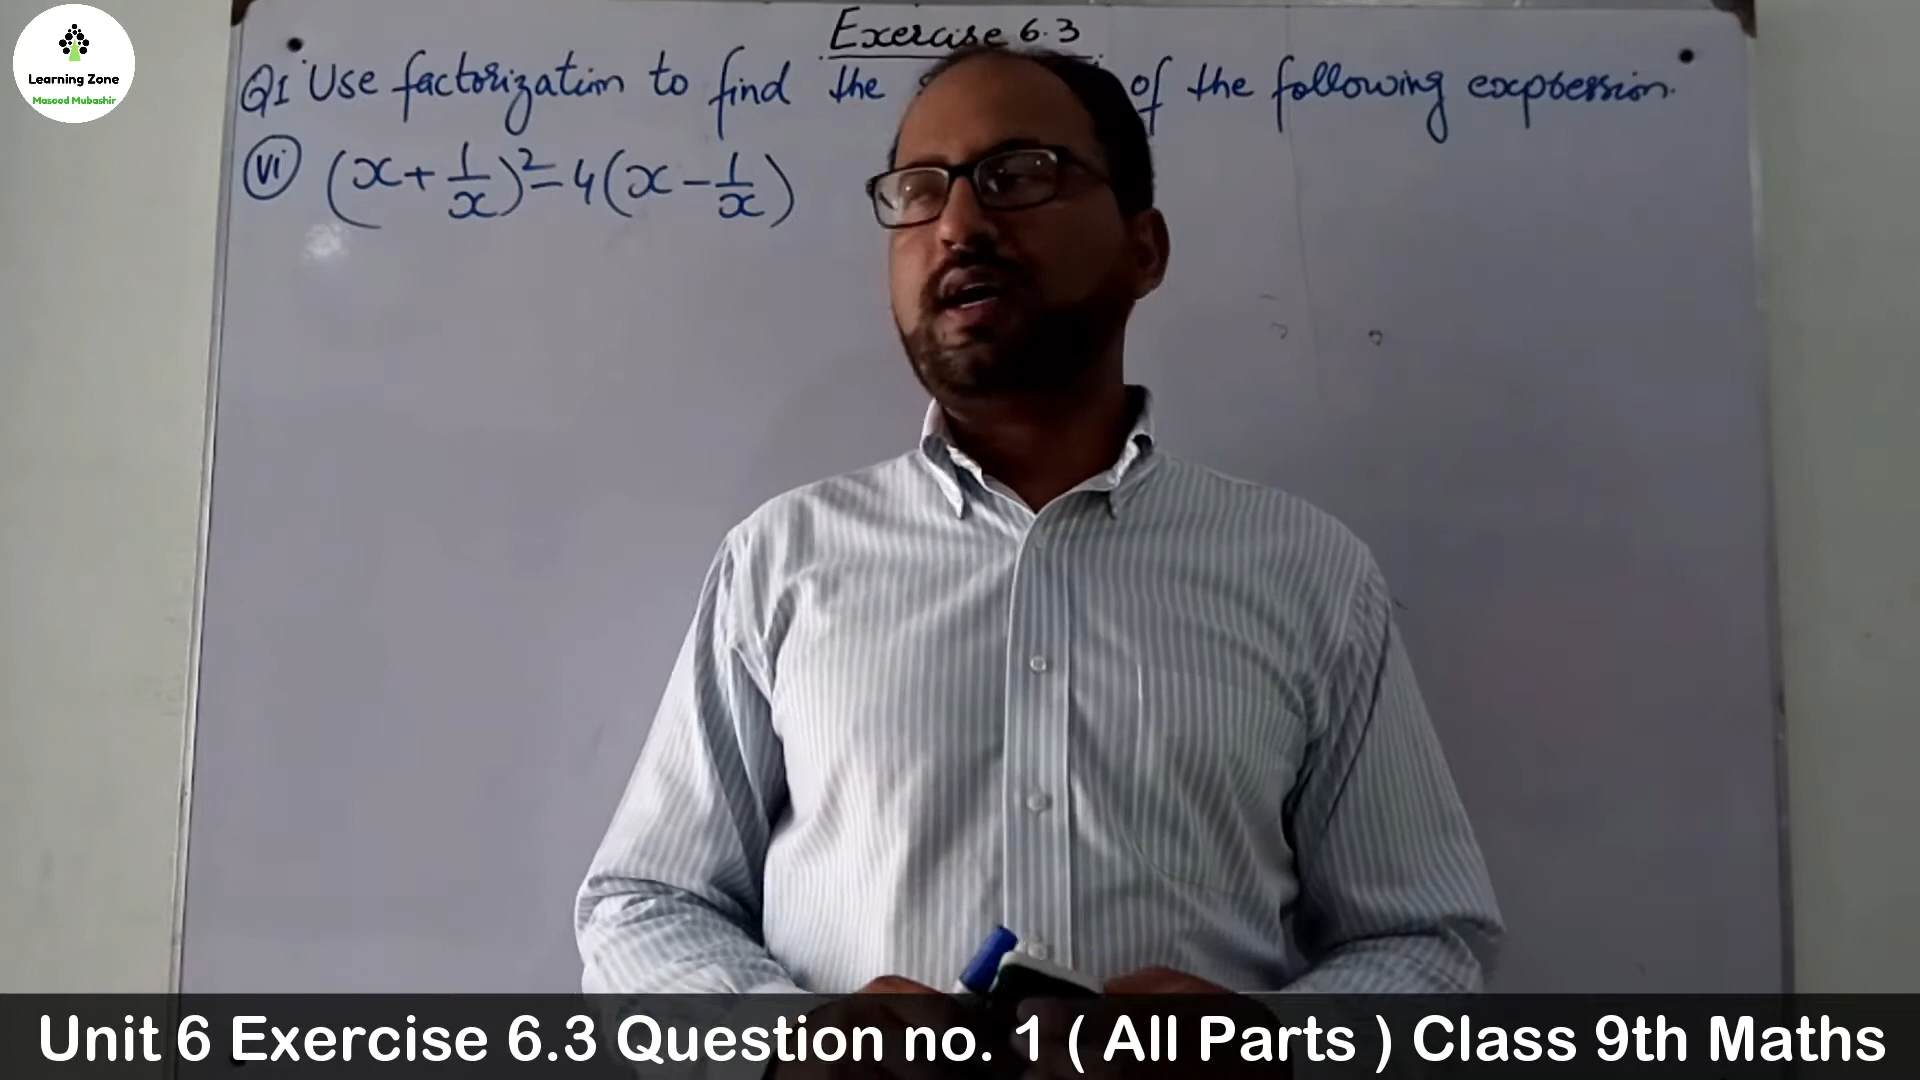 Learning Zone
Masood Mubashir
Exercise 6.3
Q1 Use factorization to find the of the following expression.
vi (x + 1/x)² - 4(x - 1/x)
Unit 6 Exercise 6.3 Question no. 1 ( All Parts ) Class 9th Maths